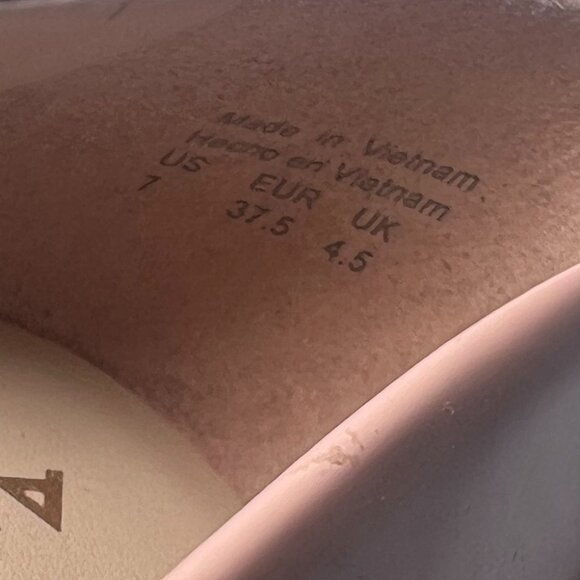 Made in Vietnam
Hecho en Vietnam
US EUR UK
7 37.5 4.5